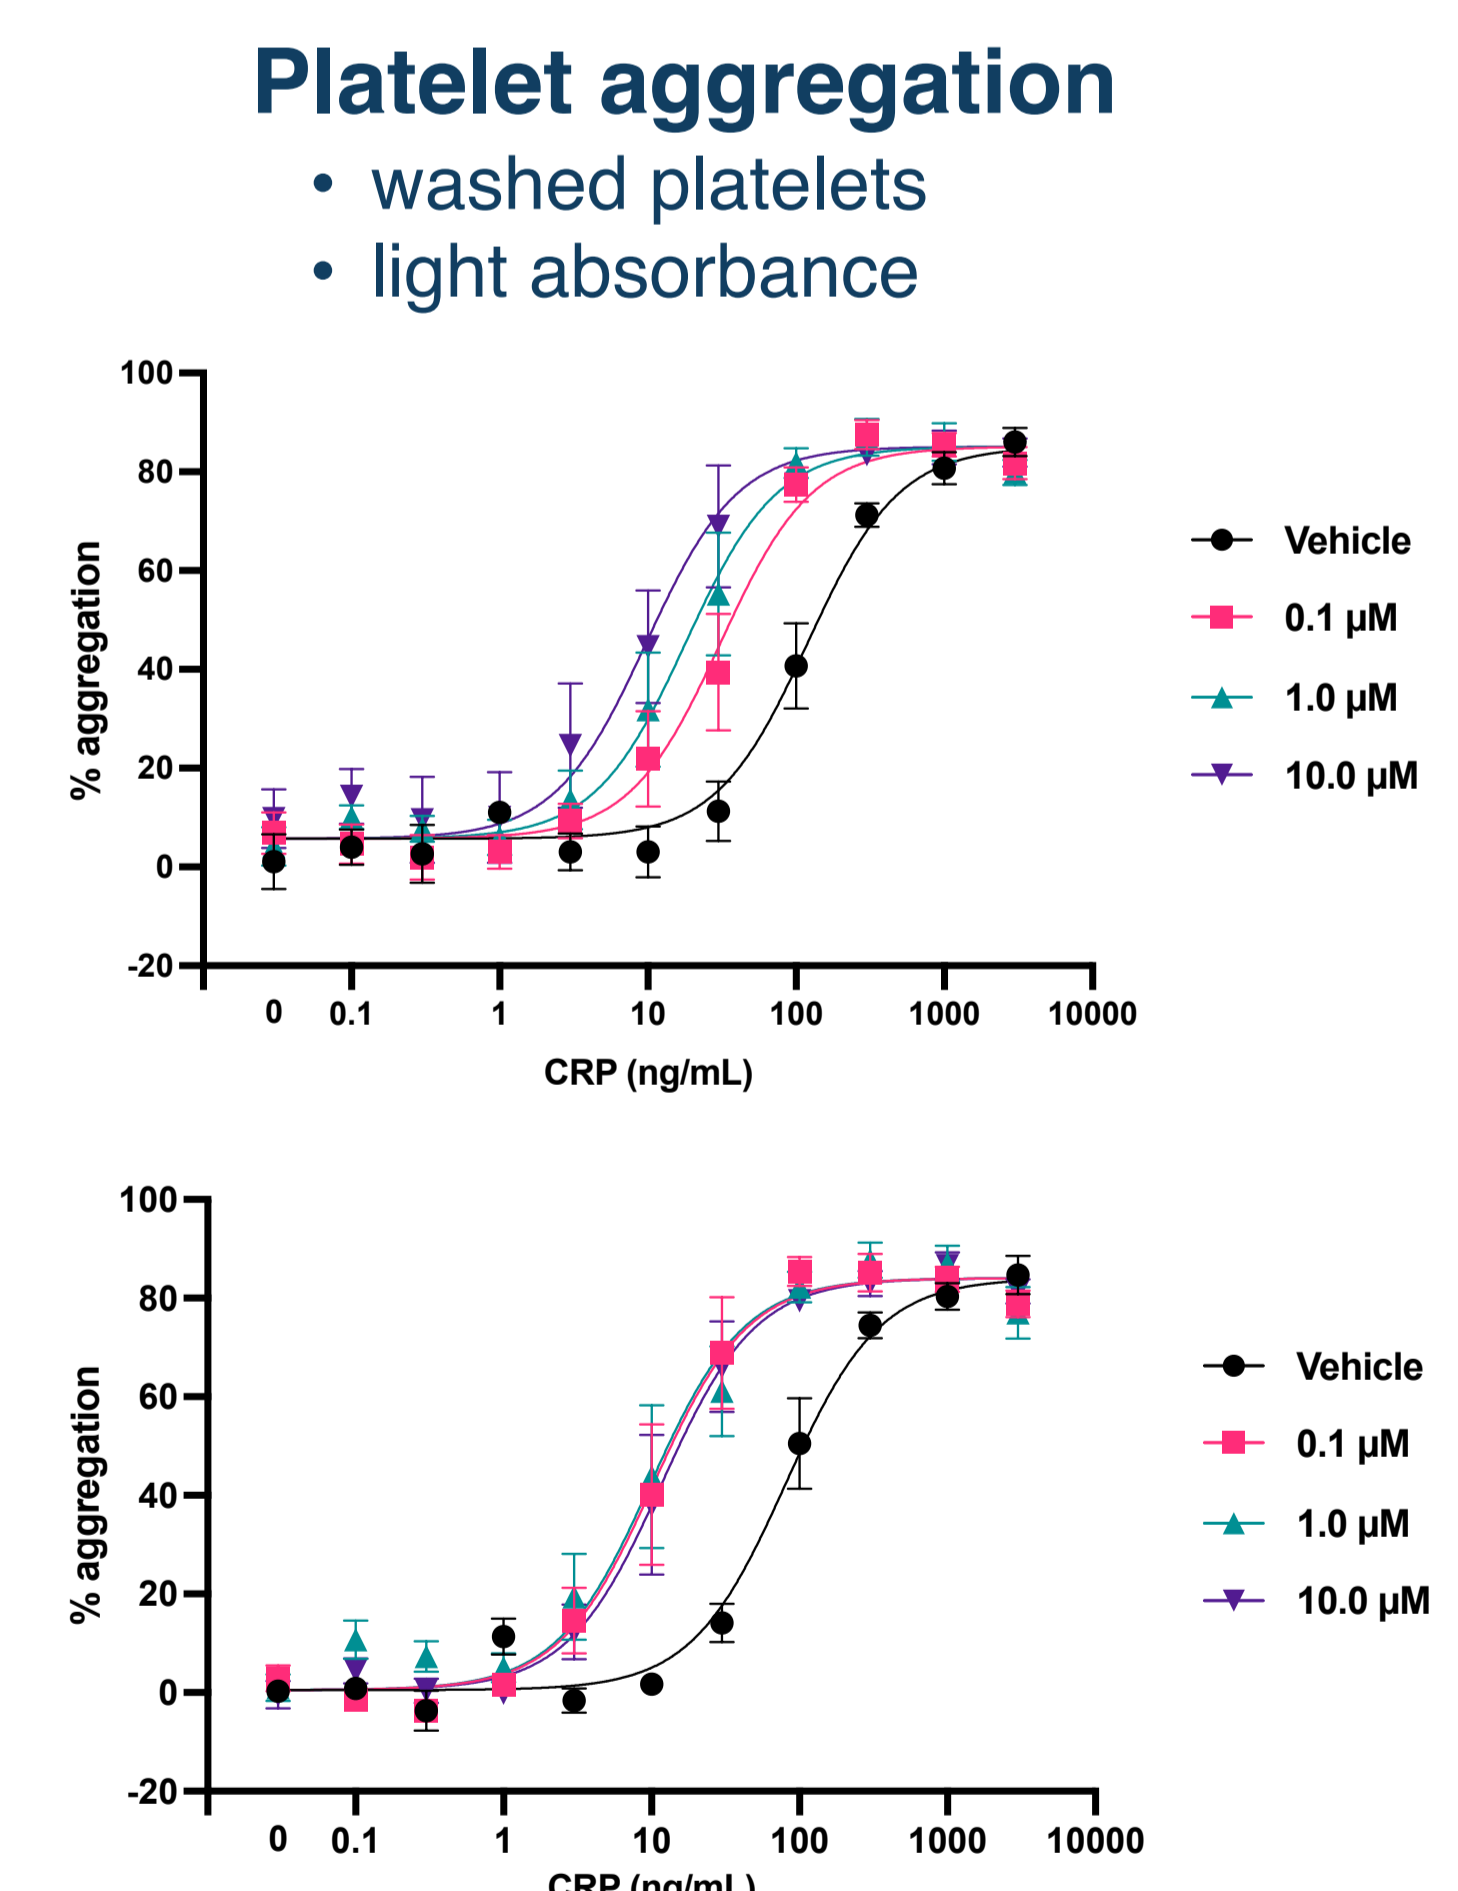 Platelet aggregation
• washed platelets
• light absorbance
100
80
60
40
20
0
-20
% aggregation
0 0.1 1 10 100 1000 10000
CRP (ng/mL)
Vehicle
0.1 µM
1.0 µM
10.0 µM
100
80
60
40
20
0
-20
% aggregation
0 0.1 1 10 100 1000 10000
CRP (ng/mL)
Vehicle
0.1 µM
1.0 µM
10.0 µM